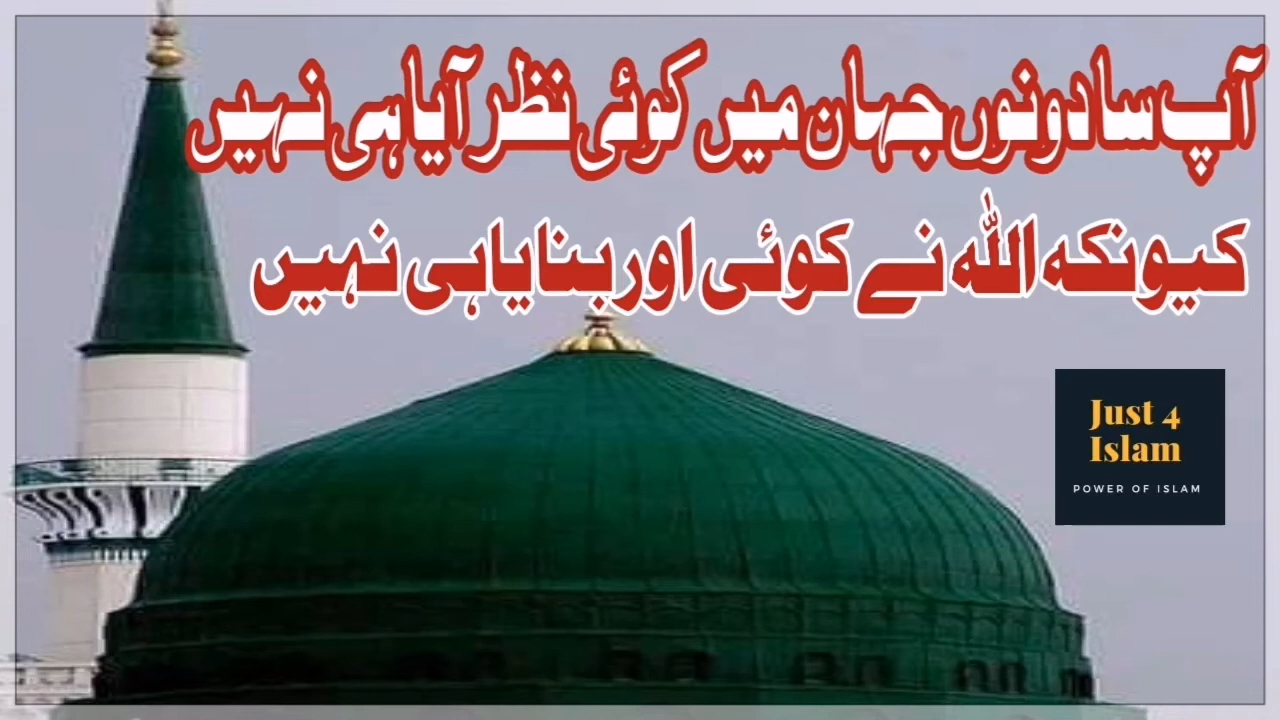 آپ سا دونوں جہان میں کوئی نظر آیا ہی نہیں
کیونکہ اللہ نے کوئی اور بنایا ہی نہیں
Just 4
Islam
POWER OF ISLAM